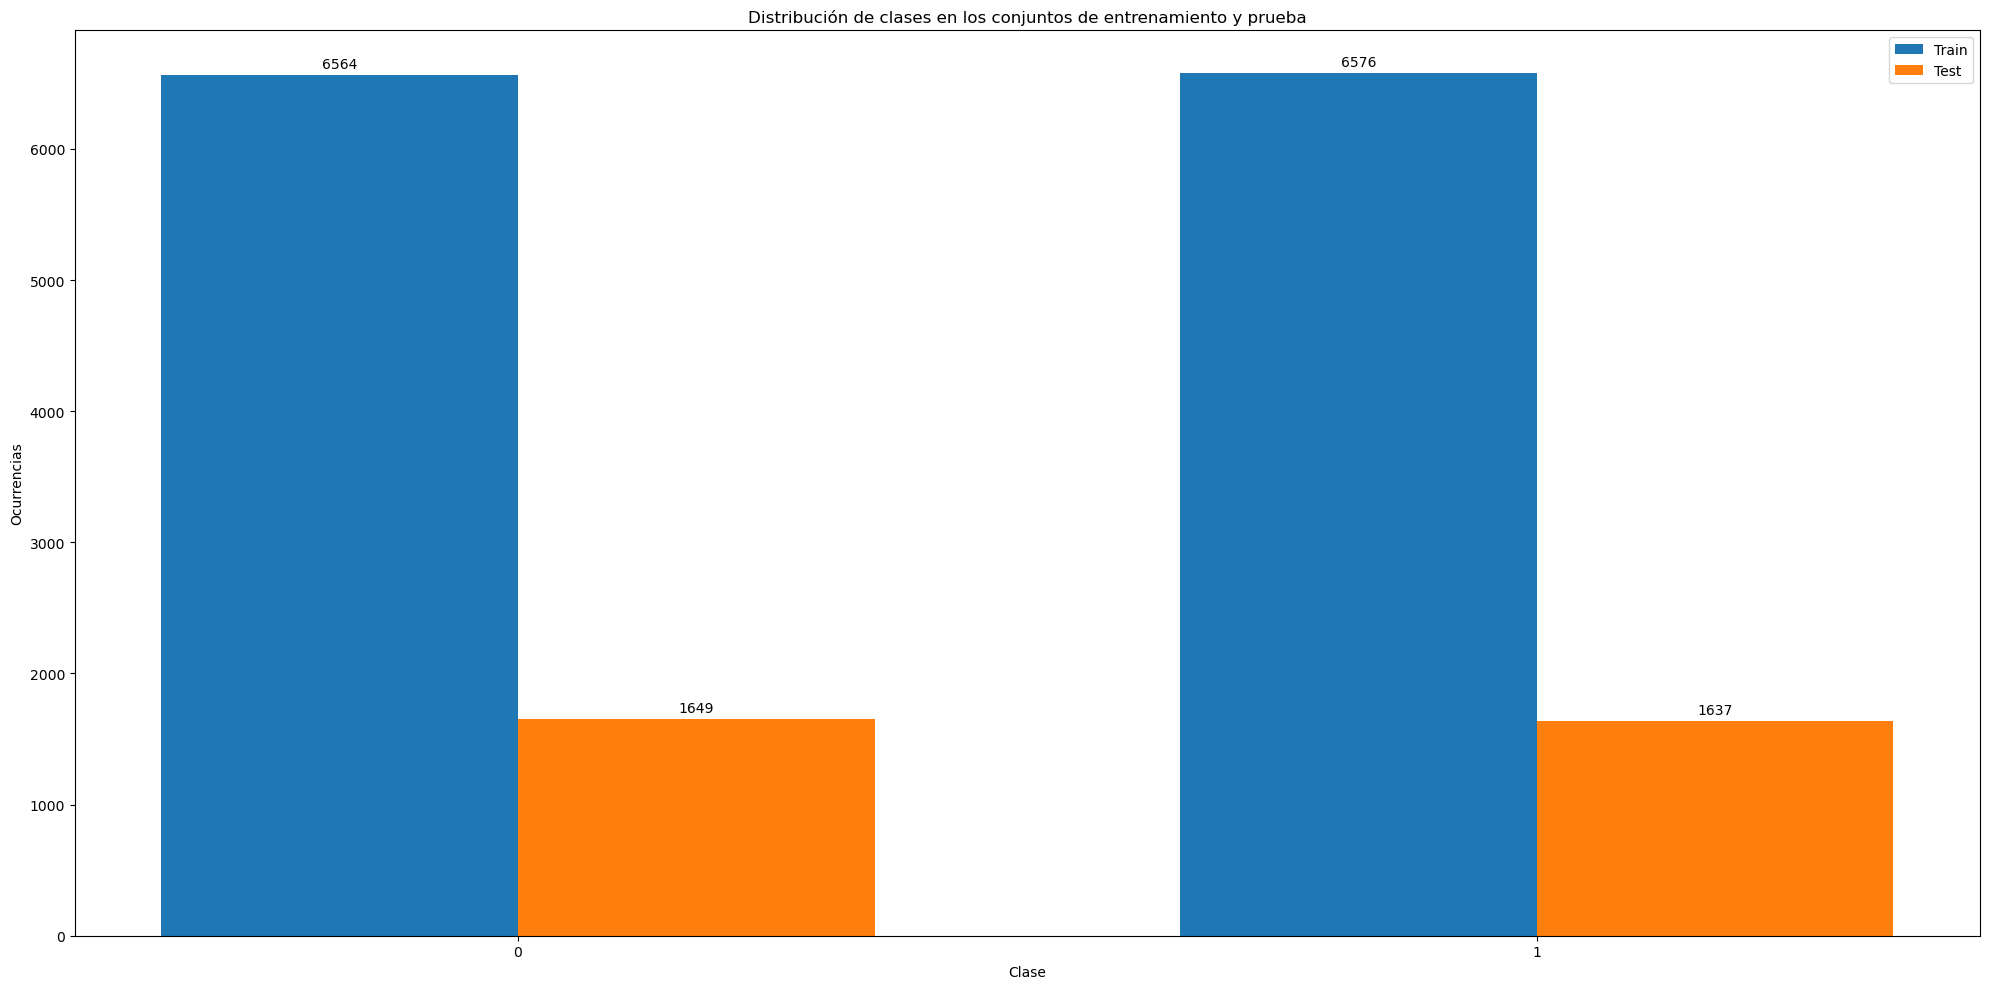 Distribución de clases en los conjuntos de entrenamiento y prueba
Train
Test
6564
6576
1649
1637
6000
5000
4000
3000
2000
1000
0
Ocurrencias
0
1
Clase